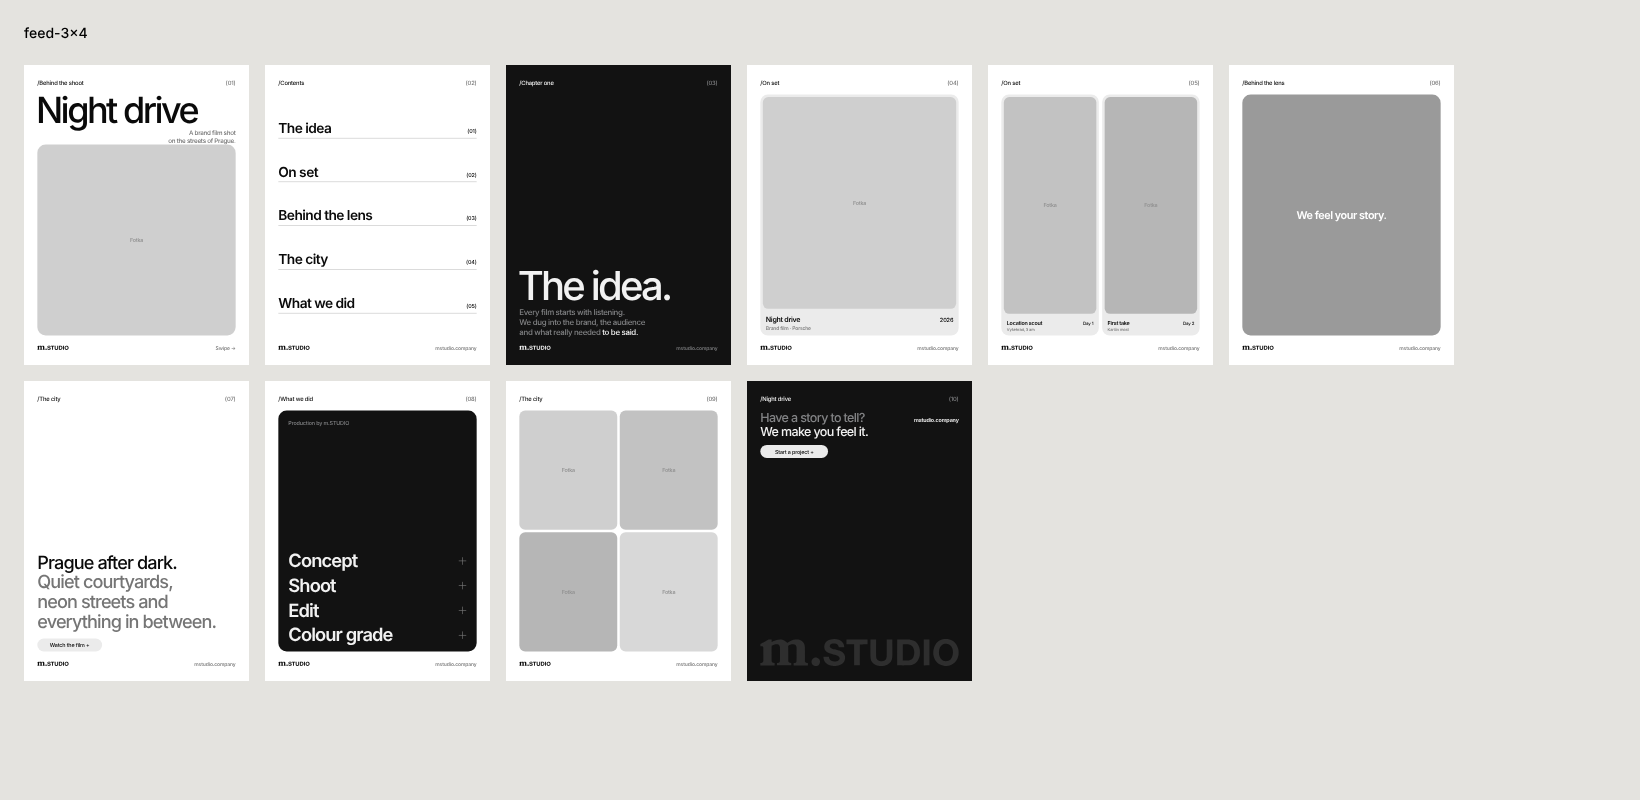 feed-3×4
/Behind the shoot (01)
Night drive
A brand film shot
on the streets of Prague.
Fotka
m.STUDIO Swipe →
/Contents (02)
The idea (01)
On set (02)
Behind the lens (03)
The city (04)
What we did (05)
m.STUDIO mstudio.company
/Chapter one (03)
The idea.
Every film starts with listening.
We dug into the brand, the audience
and what really needed to be said.
m.STUDIO mstudio.company
/On set (04)
Fotka
Night drive 2026
Brand film · Porsche
m.STUDIO mstudio.company
/On set (05)
Fotka Fotka
Location scout Day 1 First take Day 2
m.STUDIO mstudio.company
/Behind the lens (06)
We feel your story.
m.STUDIO mstudio.company
/The city (07)
Prague after dark.
Quiet courtyards,
neon streets and
everything in between.
Watch the film +
m.STUDIO mstudio.company
/What we did (08)
Production by m.STUDIO
Concept +
Shoot +
Edit +
Colour grade +
m.STUDIO mstudio.company
/The city (09)
Fotka Fotka
Fotka Fotka
m.STUDIO mstudio.company
/Night drive (10)
Have a story to tell? mstudio.company
We make you feel it.
Start a project +
m.STUDIO